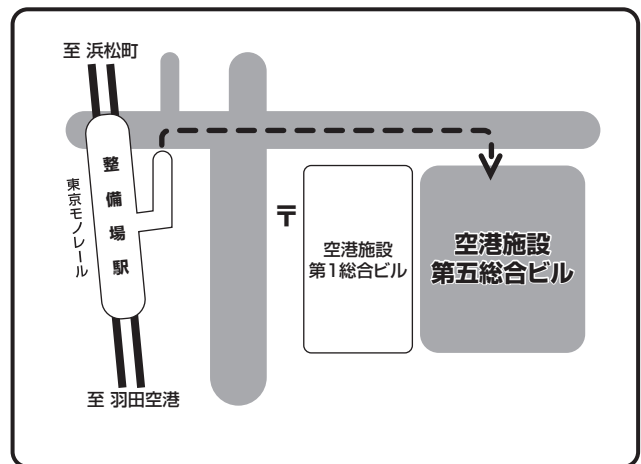 至 浜松町
整備場駅
東京モノレール
〒
空港施設
第1総合ビル
空港施設
第五総合ビル
至 羽田空港